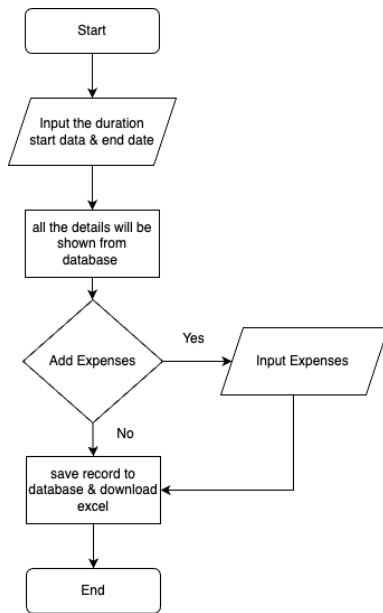 Start
Input the duration
start data & end date
all the details will be
shown from
database
Add Expenses
Yes
Input Expenses
No
save record to
database & download
excel
End